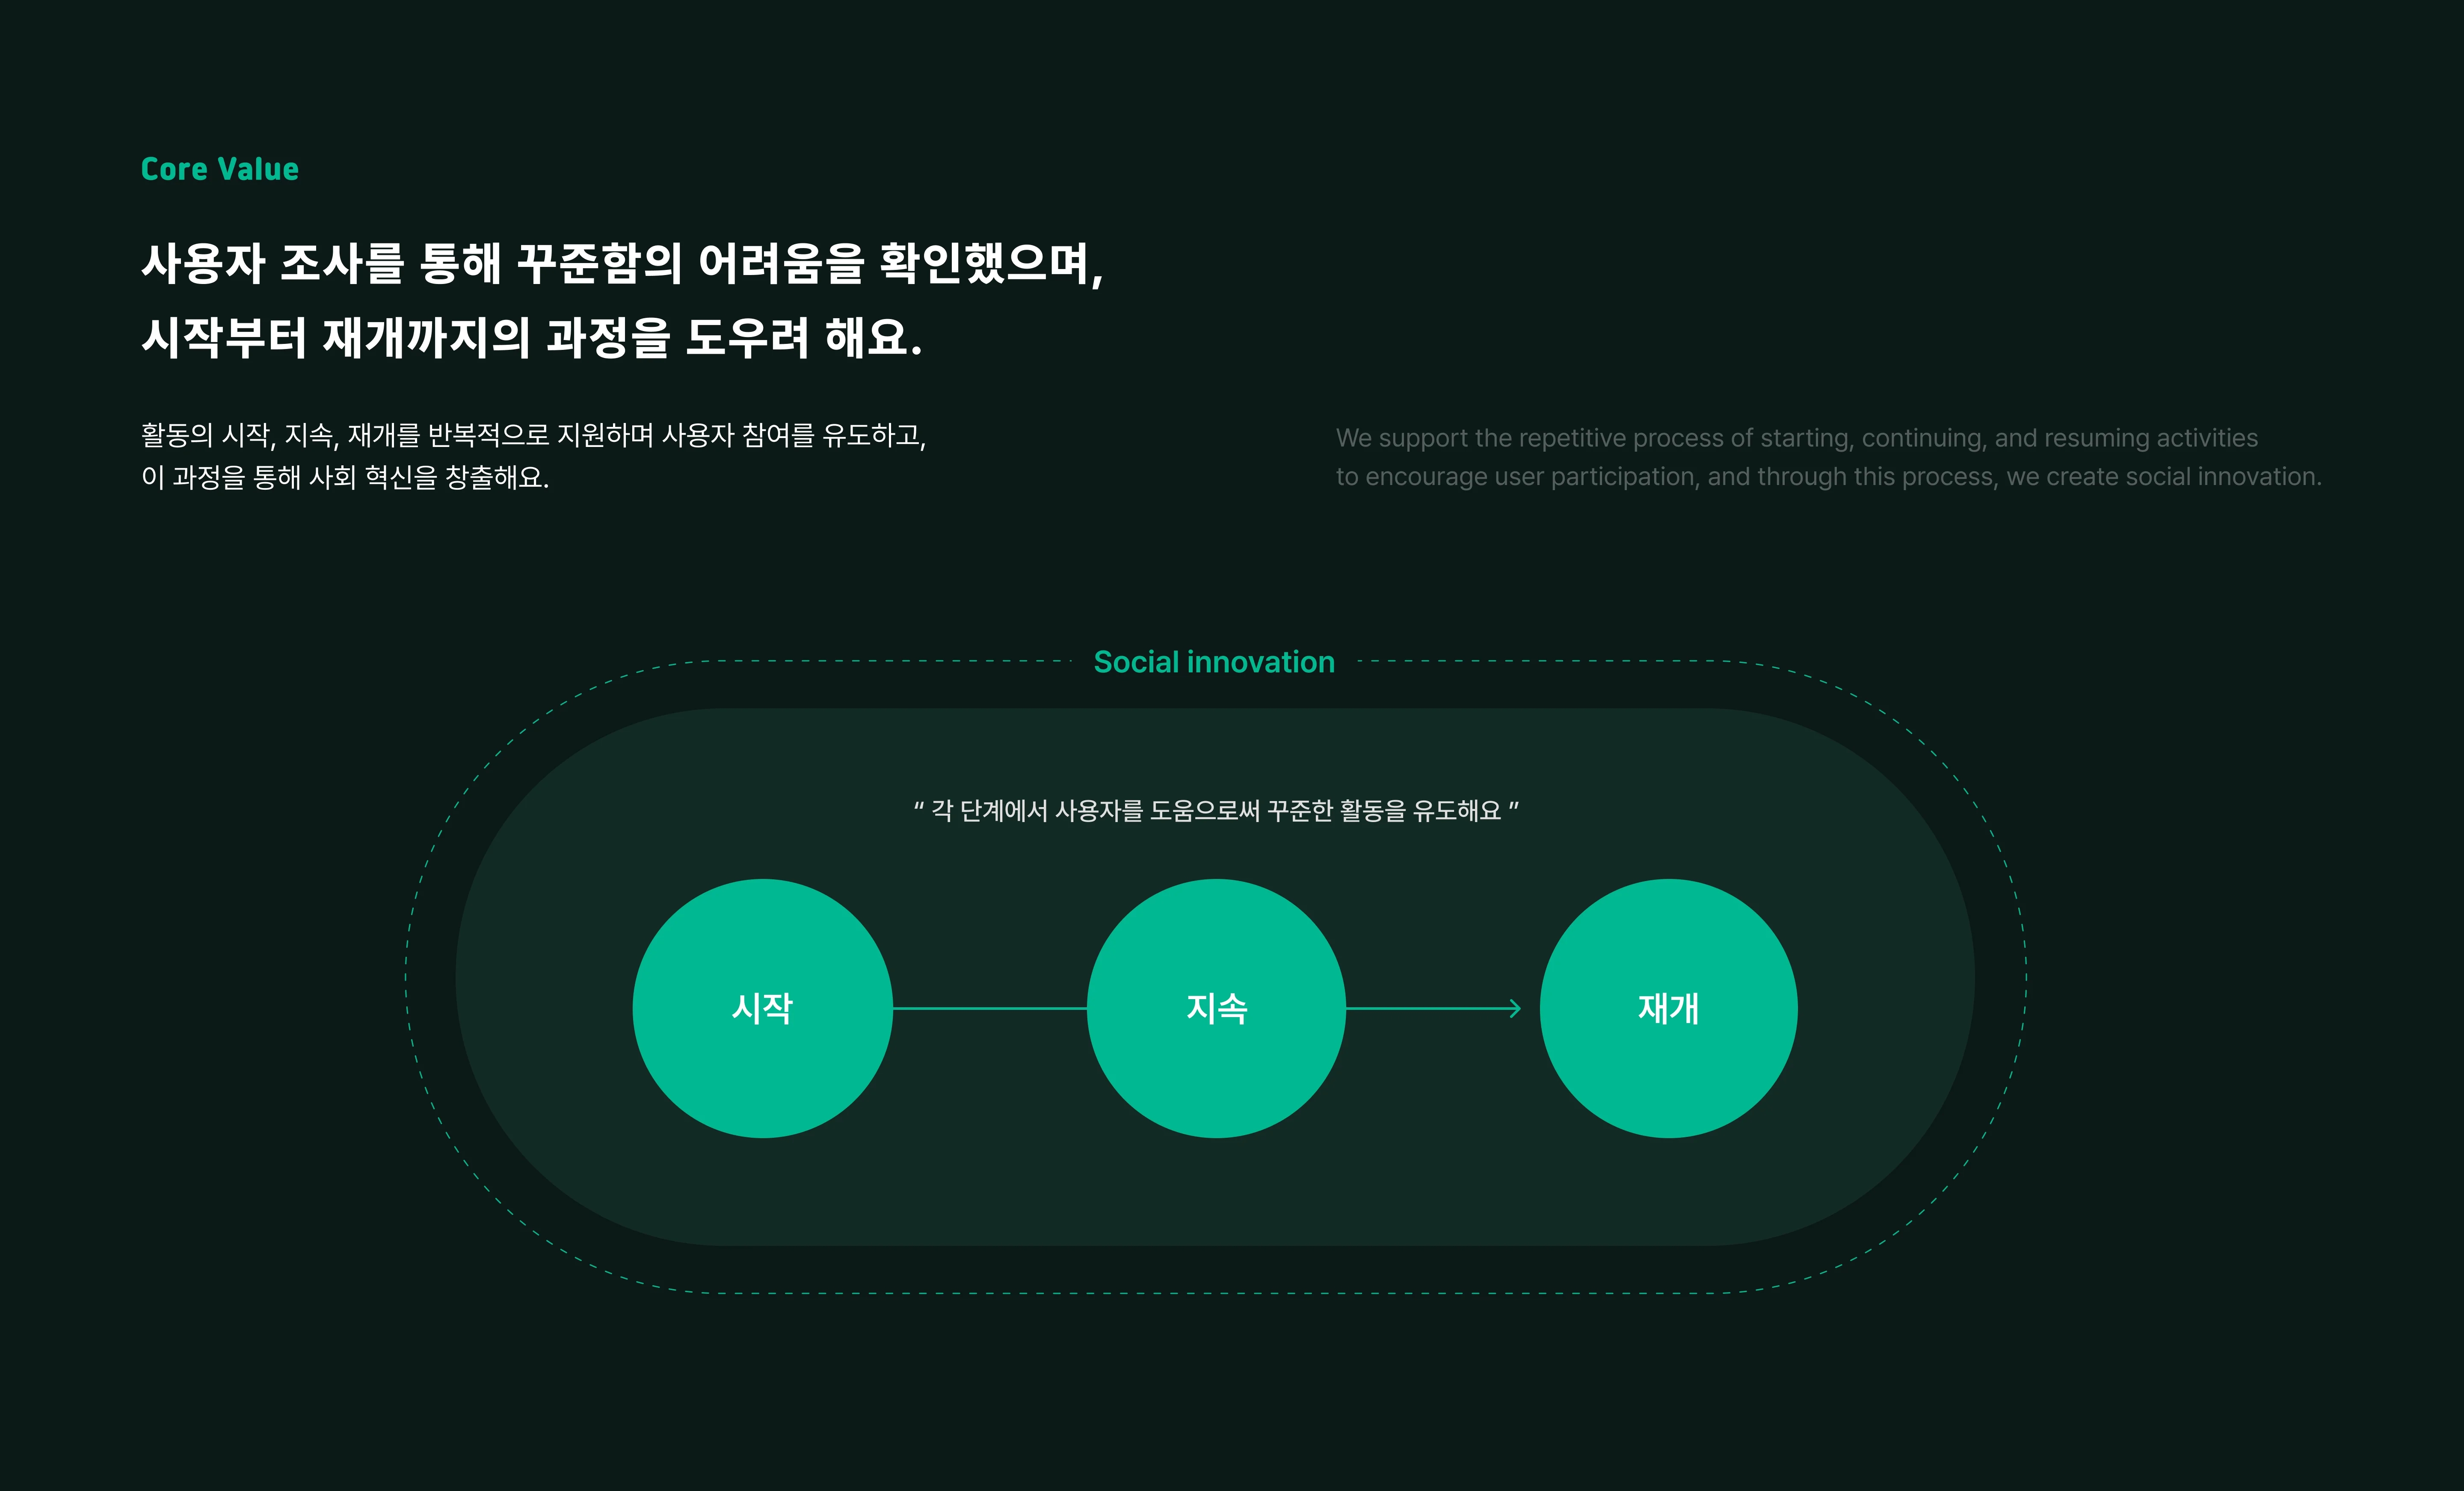 Core Value
사용자 조사를 통해 꾸준함의 어려움을 확인했으며,
시작부터 재개까지의 과정을 도우려 해요.
활동의 시작, 지속, 재개를 반복적으로 지원하며 사용자 참여를 유도하고,
이 과정을 통해 사회 혁신을 창출해요.
We support the repetitive process of starting, continuing, and resuming activities
to encourage user participation, and through this process, we create social innovation.
Social innovation
“ 각 단계에서 사용자를 도움으로써 꾸준한 활동을 유도해요 ”
시작
지속
재개